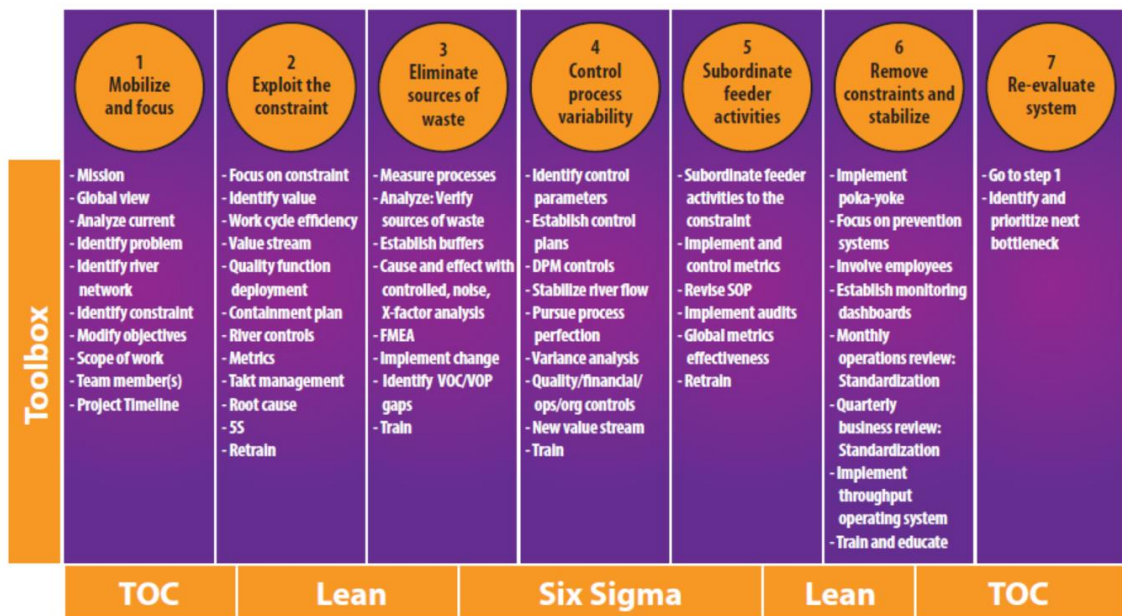 1
Mobilize
and focus
2
Exploit the
constraint
3
Eliminate
sources of
waste
4
Control
process
variability
5
Subordinate
feeder
activities
6
Remove
constraints and
stabilize
7
Re-evaluate
system
Toolbox
- Mission
- Global view
- Analyze current
- Identify problem
- Identify river
network
- Identify constraint
- Modify objectives
- Scope of work
- Team member(s)
- Project Timeline
- Focus on constraint
- Identify value
- Work cycle efficiency
- Value stream
- Quality function
deployment
- Containment plan
- River controls
- Metrics
- Takt management
- Root cause
- 5S
- Retrain
- Measure processes
- Analyze: Verify
sources of waste
- Establish buffers
- Cause and effect with
controlled, noise,
X-factor analysis
- FMEA
- Implement change
- Identify VOC/VOP
gaps
- Train
- Identify control
parameters
- Establish control
plans
- DPM controls
- Stabilize river flow
- Pursue process
perfection
- Variance analysis
- Quality/financial/
ops/org controls
- New value stream
- Train
- Subordinate feeder
activities to the
constraint
- Implement and
control metrics
- Revise SOP
- Implement audits
- Global metrics
effectiveness
- Retrain
- Implement
poka-yoke
- Focus on prevention
systems
- Involve employees
- Establish monitoring
dashboards
- Monthly
operations review:
Standardization
- Quarterly
business review:
Standardization
- Implement
throughput
operating system
- Train and educate
- Go to step 1
- Identify and
prioritize next
bottleneck
TOC
Lean
Six Sigma
Lean
TOC